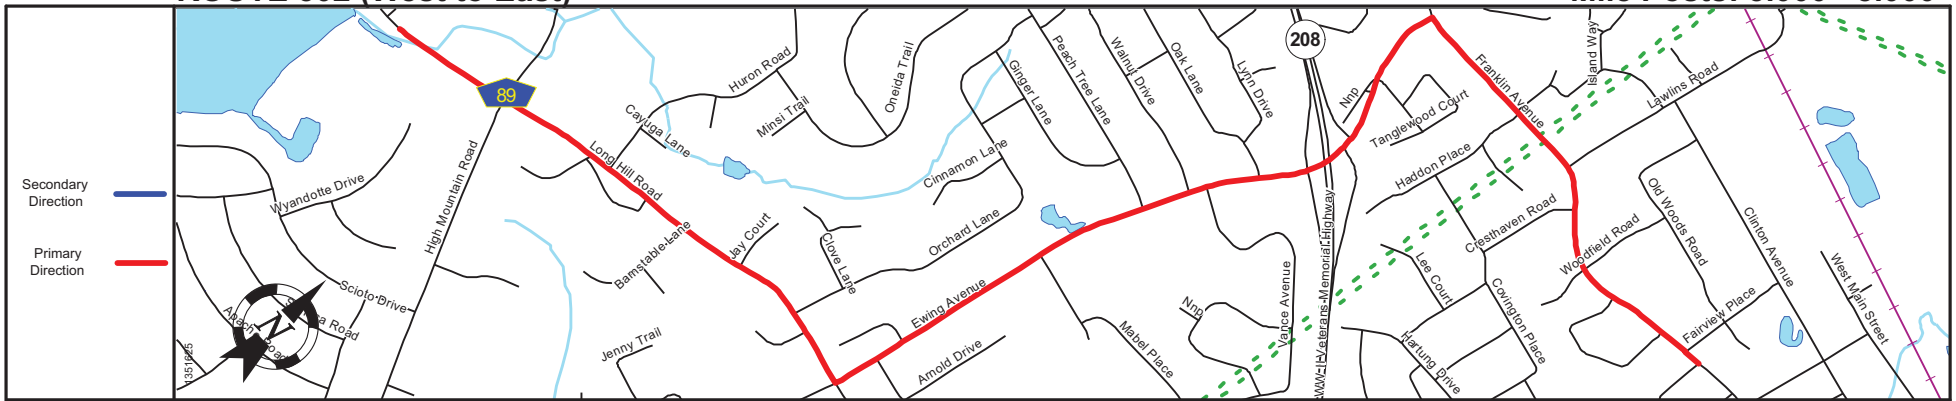 Secondary
Direction
Primary
Direction
89
208
Huron Road
Oneida Trail
Minsi Trail
Cayuga Lane
Long Hill Road
High Mountain Road
Wyandotte Drive
Scioto Drive
Road
N
1351625
Barnstable Lane
Jay Court
Clove Lane
Jenny Trail
Cinnamon Lane
Orchard Lane
Ginger Lane
Peach Tree Lane
Walnut Drive
Oak Lane
Lynn Drive
Ewing Avenue
Arnold Drive
Mabel Place
Nnp
Vance Avenue
WW II Veterans Memorial Highway
Nnp
Tanglewood Court
Haddon Place
Franklin Avenue
Island Way
Lawlins Road
Cresthaven Road
Lee Court
Covington Place
Hartung Drive
Woodfield Road
Old Woods Road
Clinton Avenue
Fairview Place
West Main Street